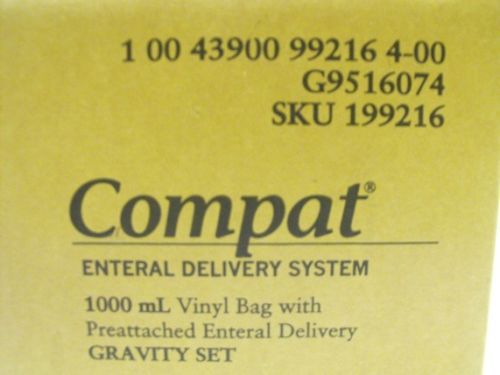 1 00 43900 99216 4-00
G9516074
SKU 199216
Compat®
ENTERAL DELIVERY SYSTEM
1000 mL Vinyl Bag with
Preattached Enteral Delivery
GRAVITY SET